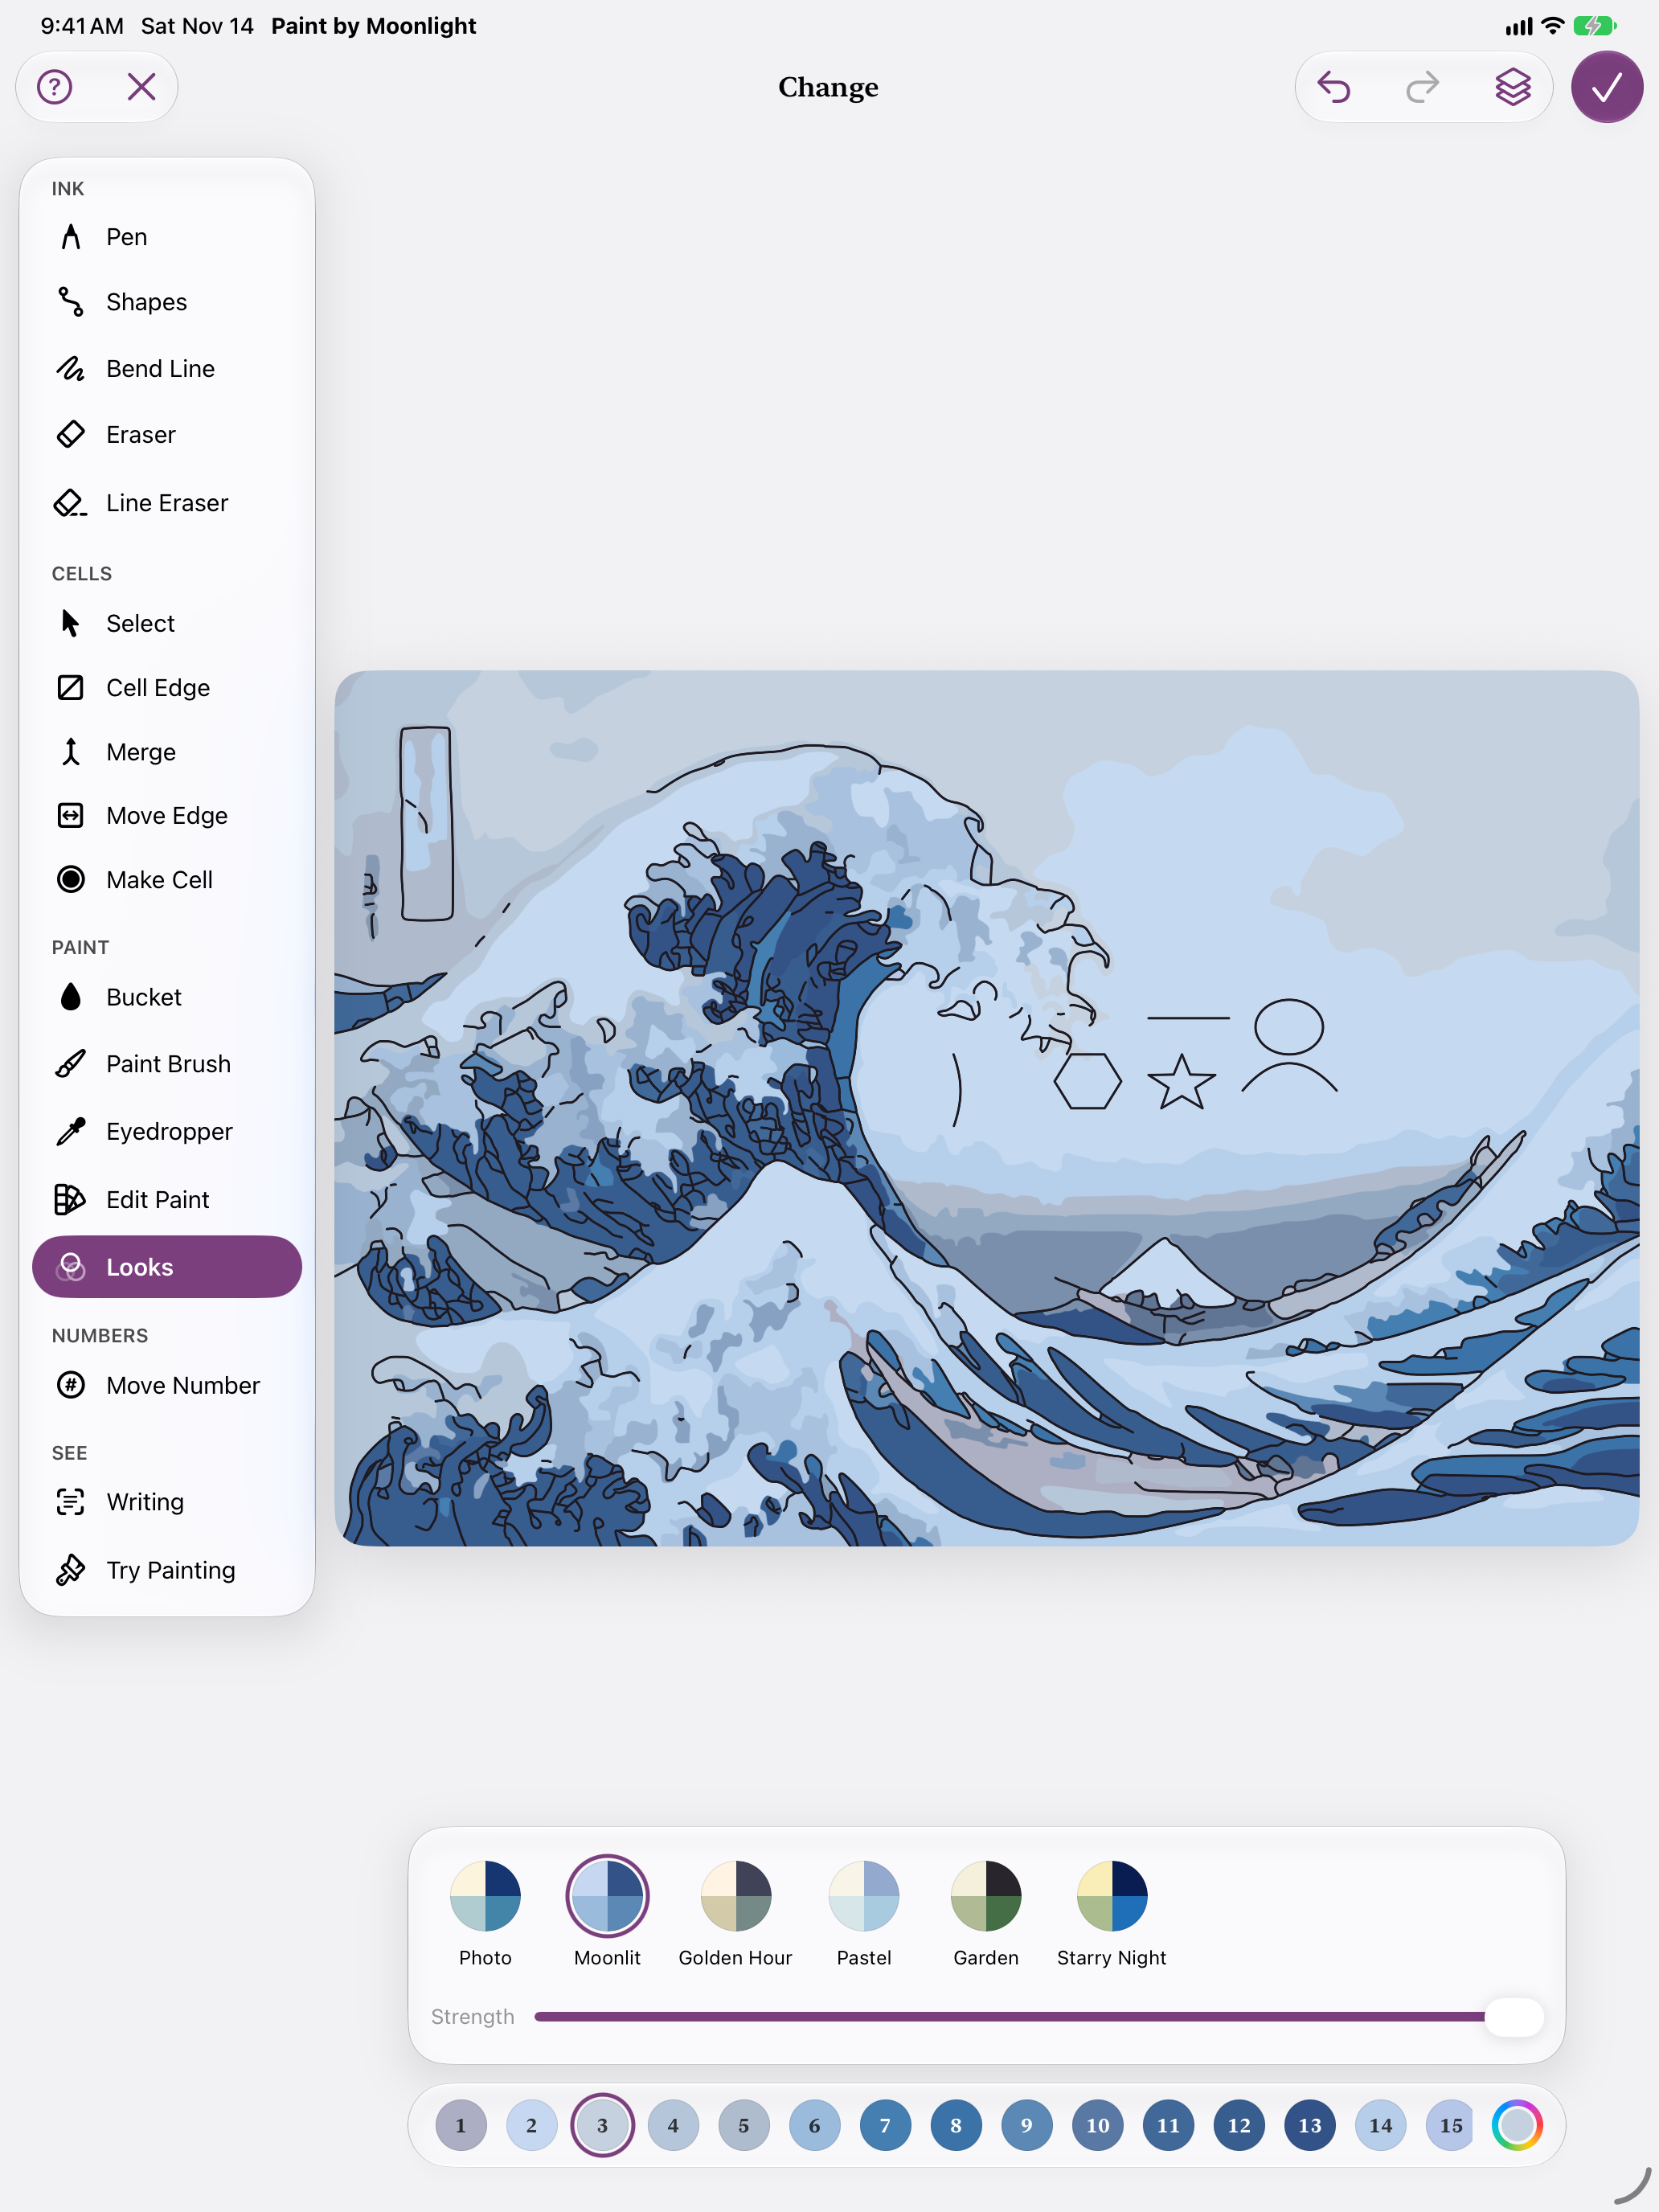 9:41 AM Sat Nov 14 Paint by Moonlight
Change
INK
Pen
Shapes
Bend Line
Eraser
Line Eraser
CELLS
Select
Cell Edge
Merge
Move Edge
Make Cell
PAINT
Bucket
Paint Brush
Eyedropper
Edit Paint
Looks
NUMBERS
# Move Number
SEE
Writing
Try Painting
Photo Moonlit Golden Hour Pastel Garden Starry Night
Strength
1 2 3 4 5 6 7 8 9 10 11 12 13 14 15